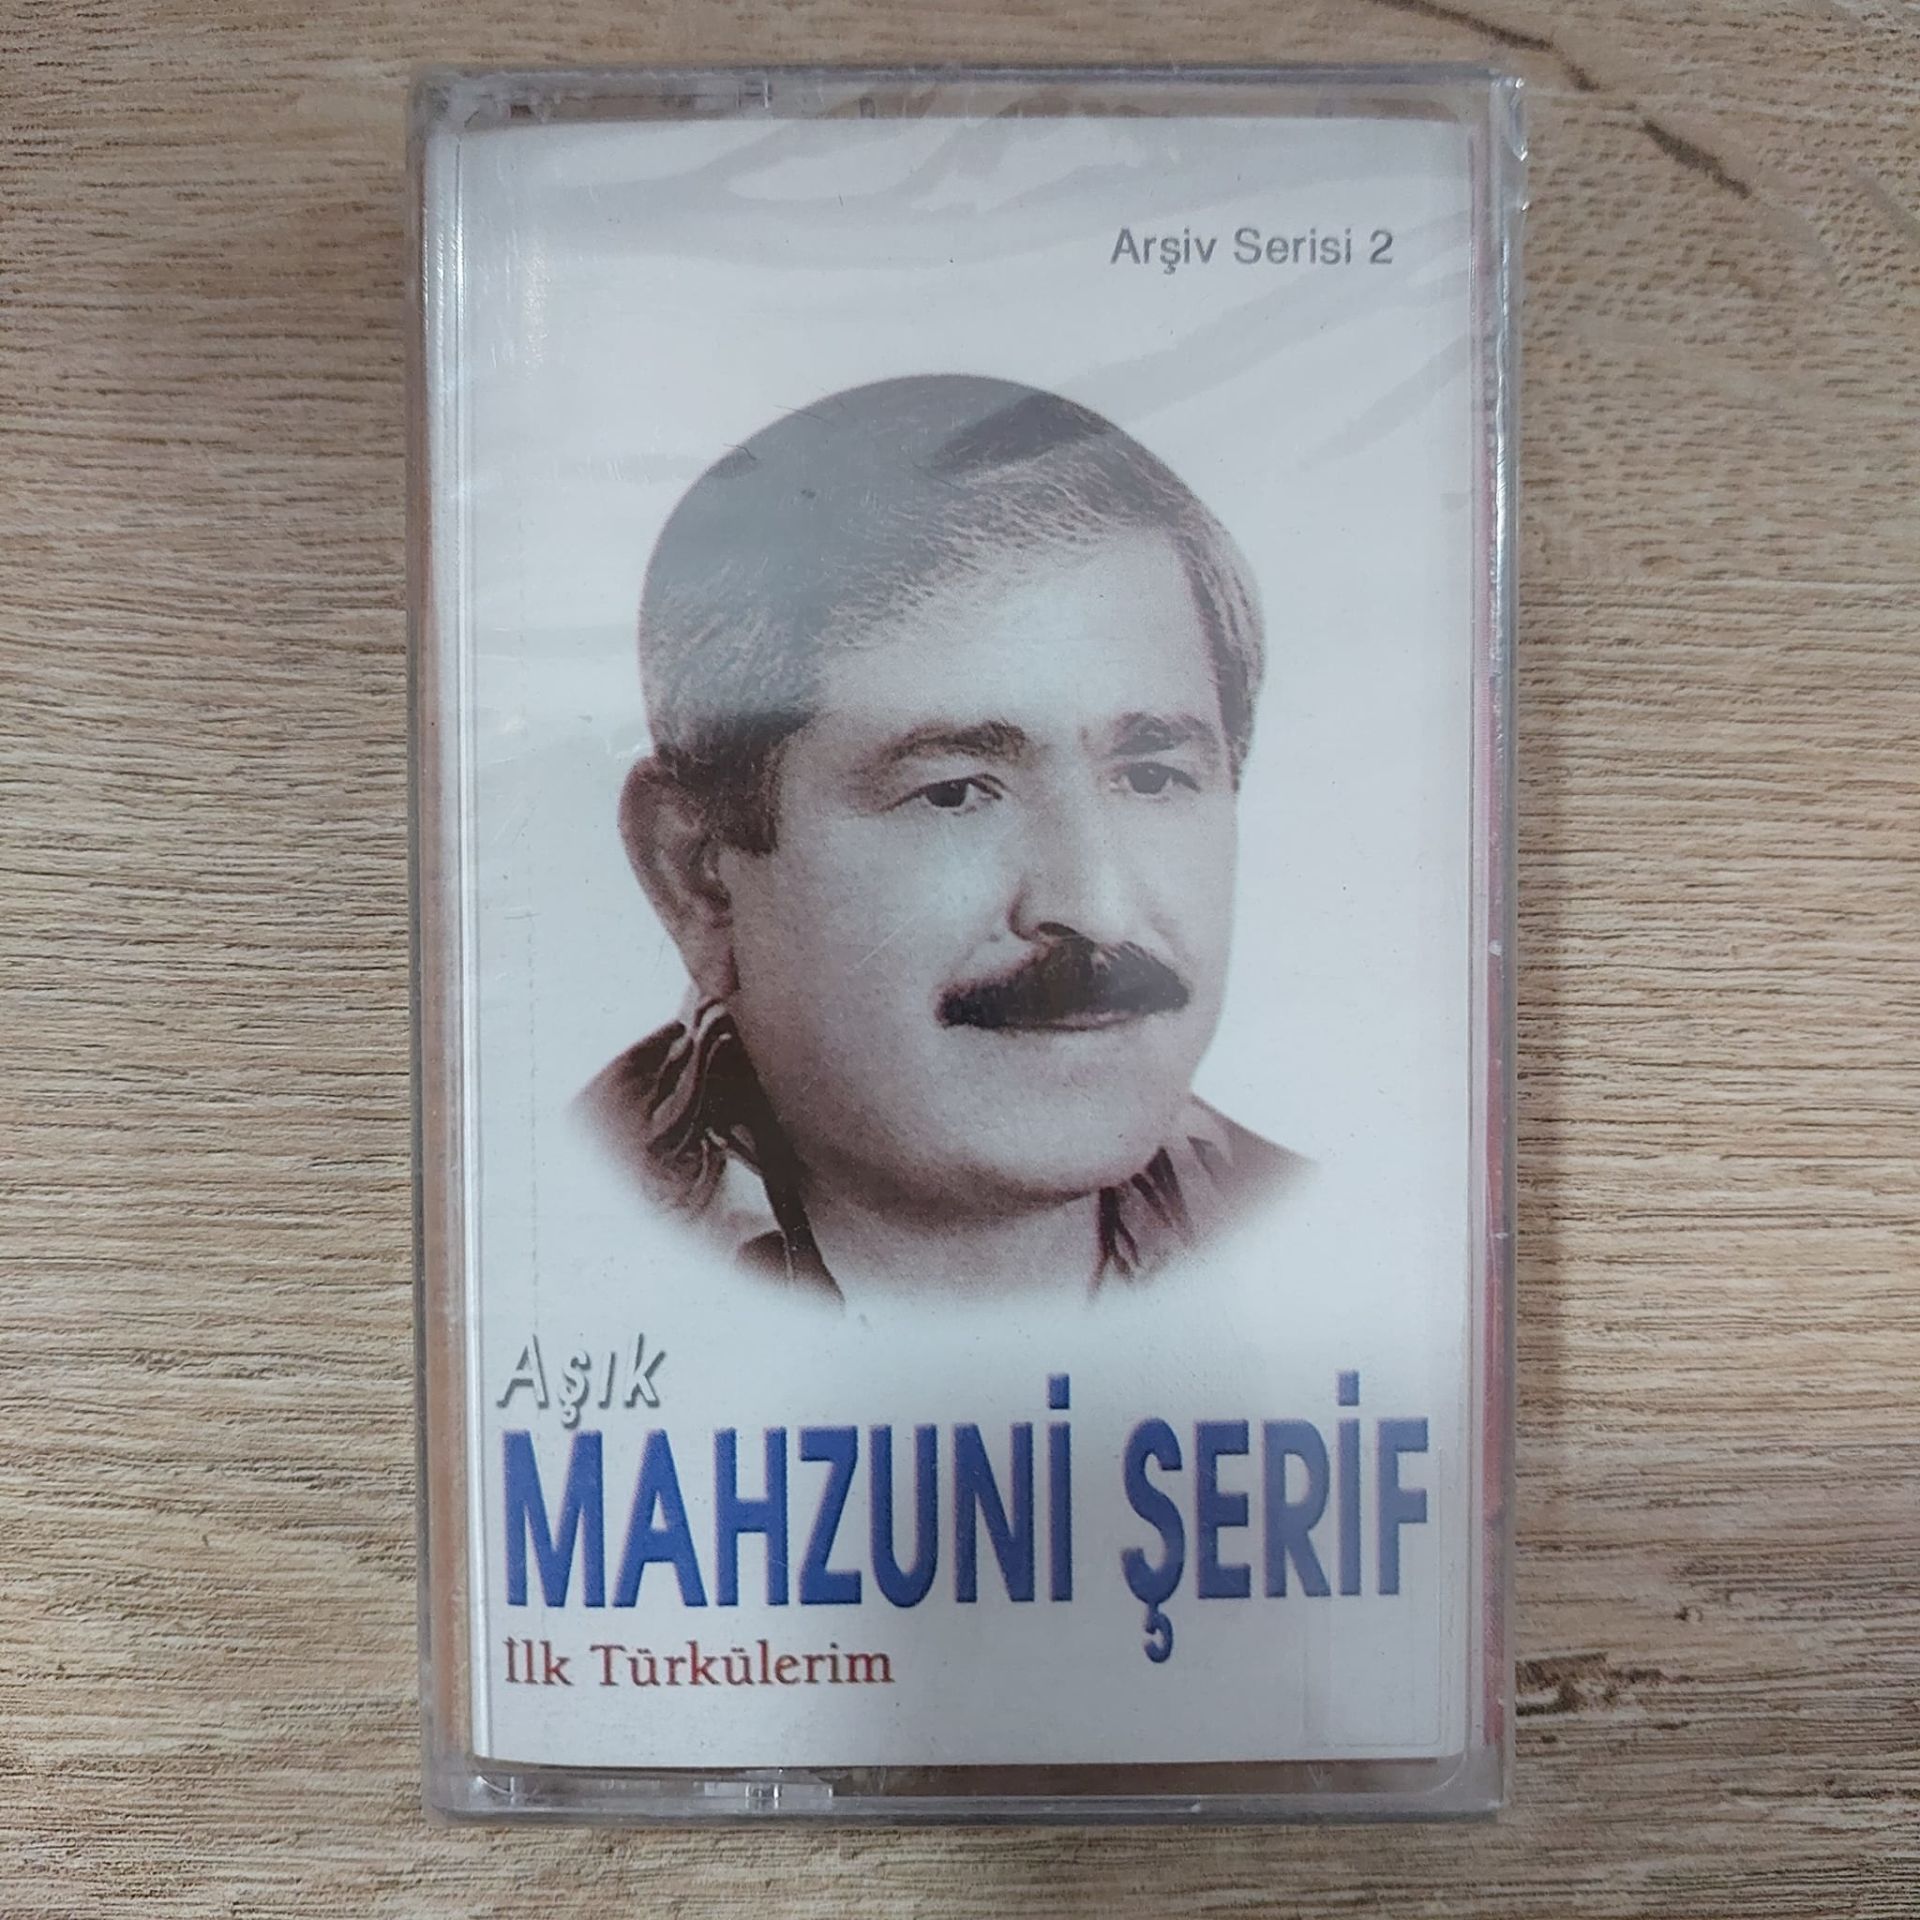 Arşiv Serisi 2
Aşık
MAHZUNİ ŞERİF
İlk Türkülerim